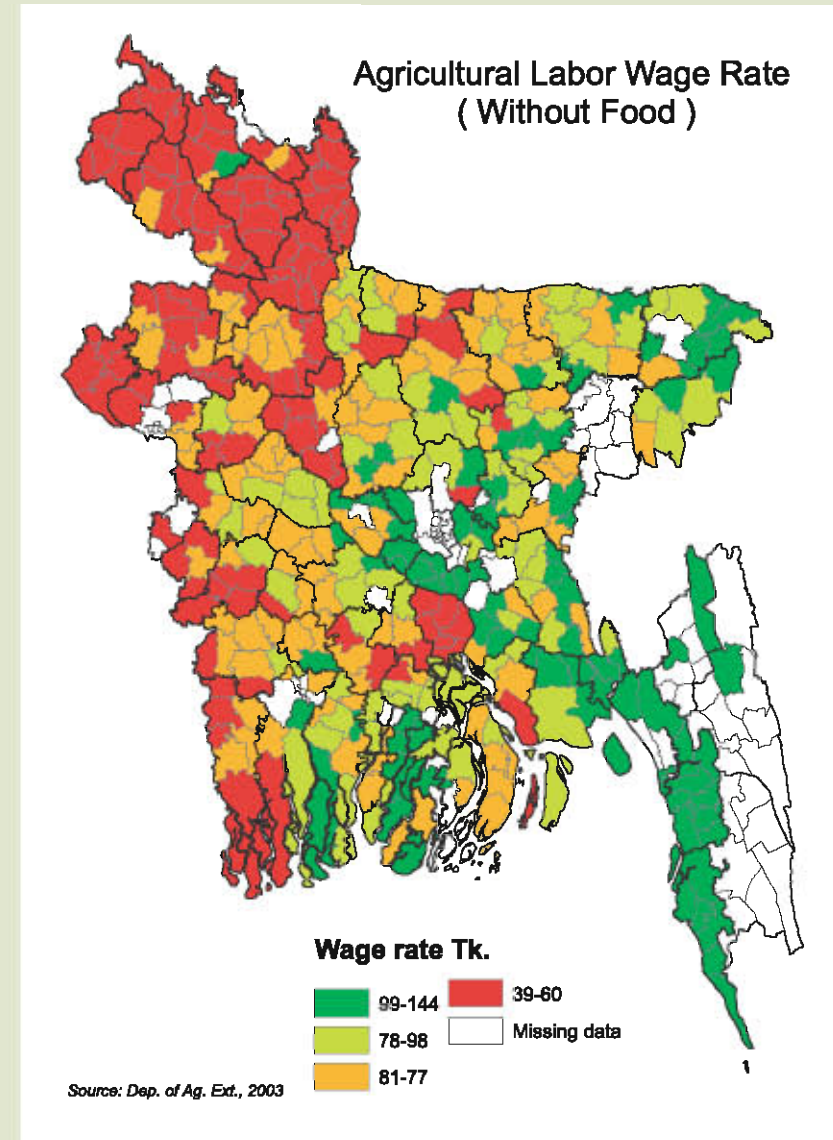 Agricultural Labor Wage Rate
( Without Food )
Wage rate Tk.
99-144
78-98
81-77
39-60
Missing data
Source: Dep. of Ag. Ext., 2003
1